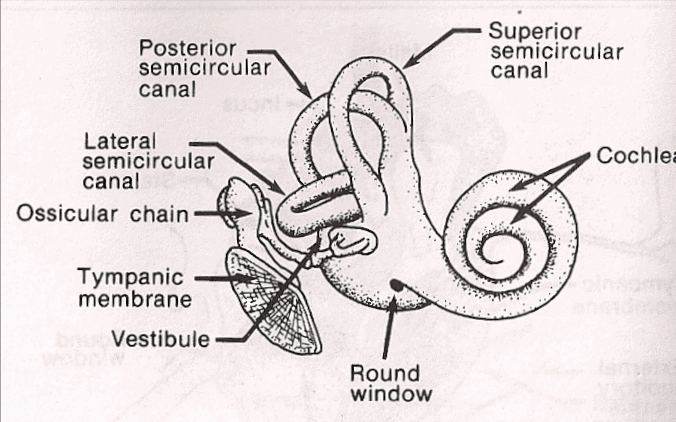 Posterior
semicircular
canal
Superior
semicircular
canal
Lateral
semicircular
canal
Cochlea
Ossicular chain
Tympanic
membrane
Vestibule
Round
window